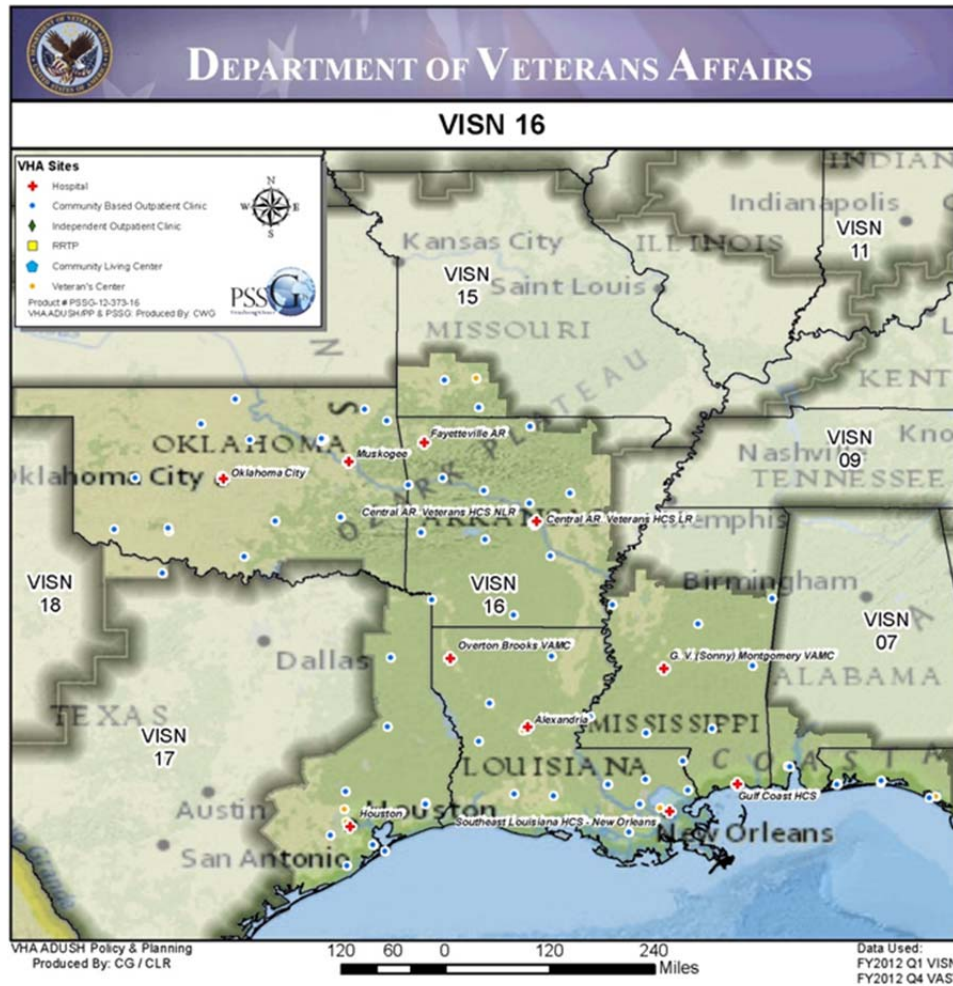 DEPARTMENT OF VETERANS AFFAIRS
VISN 16
VHA Sites
Hospital
Community Based Outpatient Clinic
Independent Outpatient Clinic
RRTP
Community Living Center
Veteran's Center
Product # PSSG-12-373-16
VHA ADUSH/PP & PSSG: Produced By: CWG
N
W
E
S
PSSG
INDIAN
Indianapolis
VISN
11
Kansas City
ILLINOIS
VISN
15
Saint Louis
MISSOURI
KENT
OZARK PLATEAU
Fayetteville AR
OKLAHOMA
Muskogee
Oklahoma City
Oklahoma City
Nashville
Kno
VISN
09
TENNESSEE
Central AR. Veterans HCS NLR
ARKANSAS
Central AR. Veterans HCS LR
Memphis
VISN
18
VISN
16
Birmingham
VISN
07
ALABAMA
Dallas
Overton Brooks VAMC
G. V. (Sonny) Montgomery VAMC
TEXAS
VISN
17
Alexandria
MISSISSIPPI
COASTA
LOUISIANA
Austin
Houston
Houston
Gulf Coast HCS
Southeast Louisiana HCS - New Orleans
New Orleans
San Antonio
VHA ADUSH Policy & Planning
Produced By: CG / CLR
120 60 0 120 240
Miles
Data Used:
FY2012 Q1 VISN
FY2012 Q4 VAS